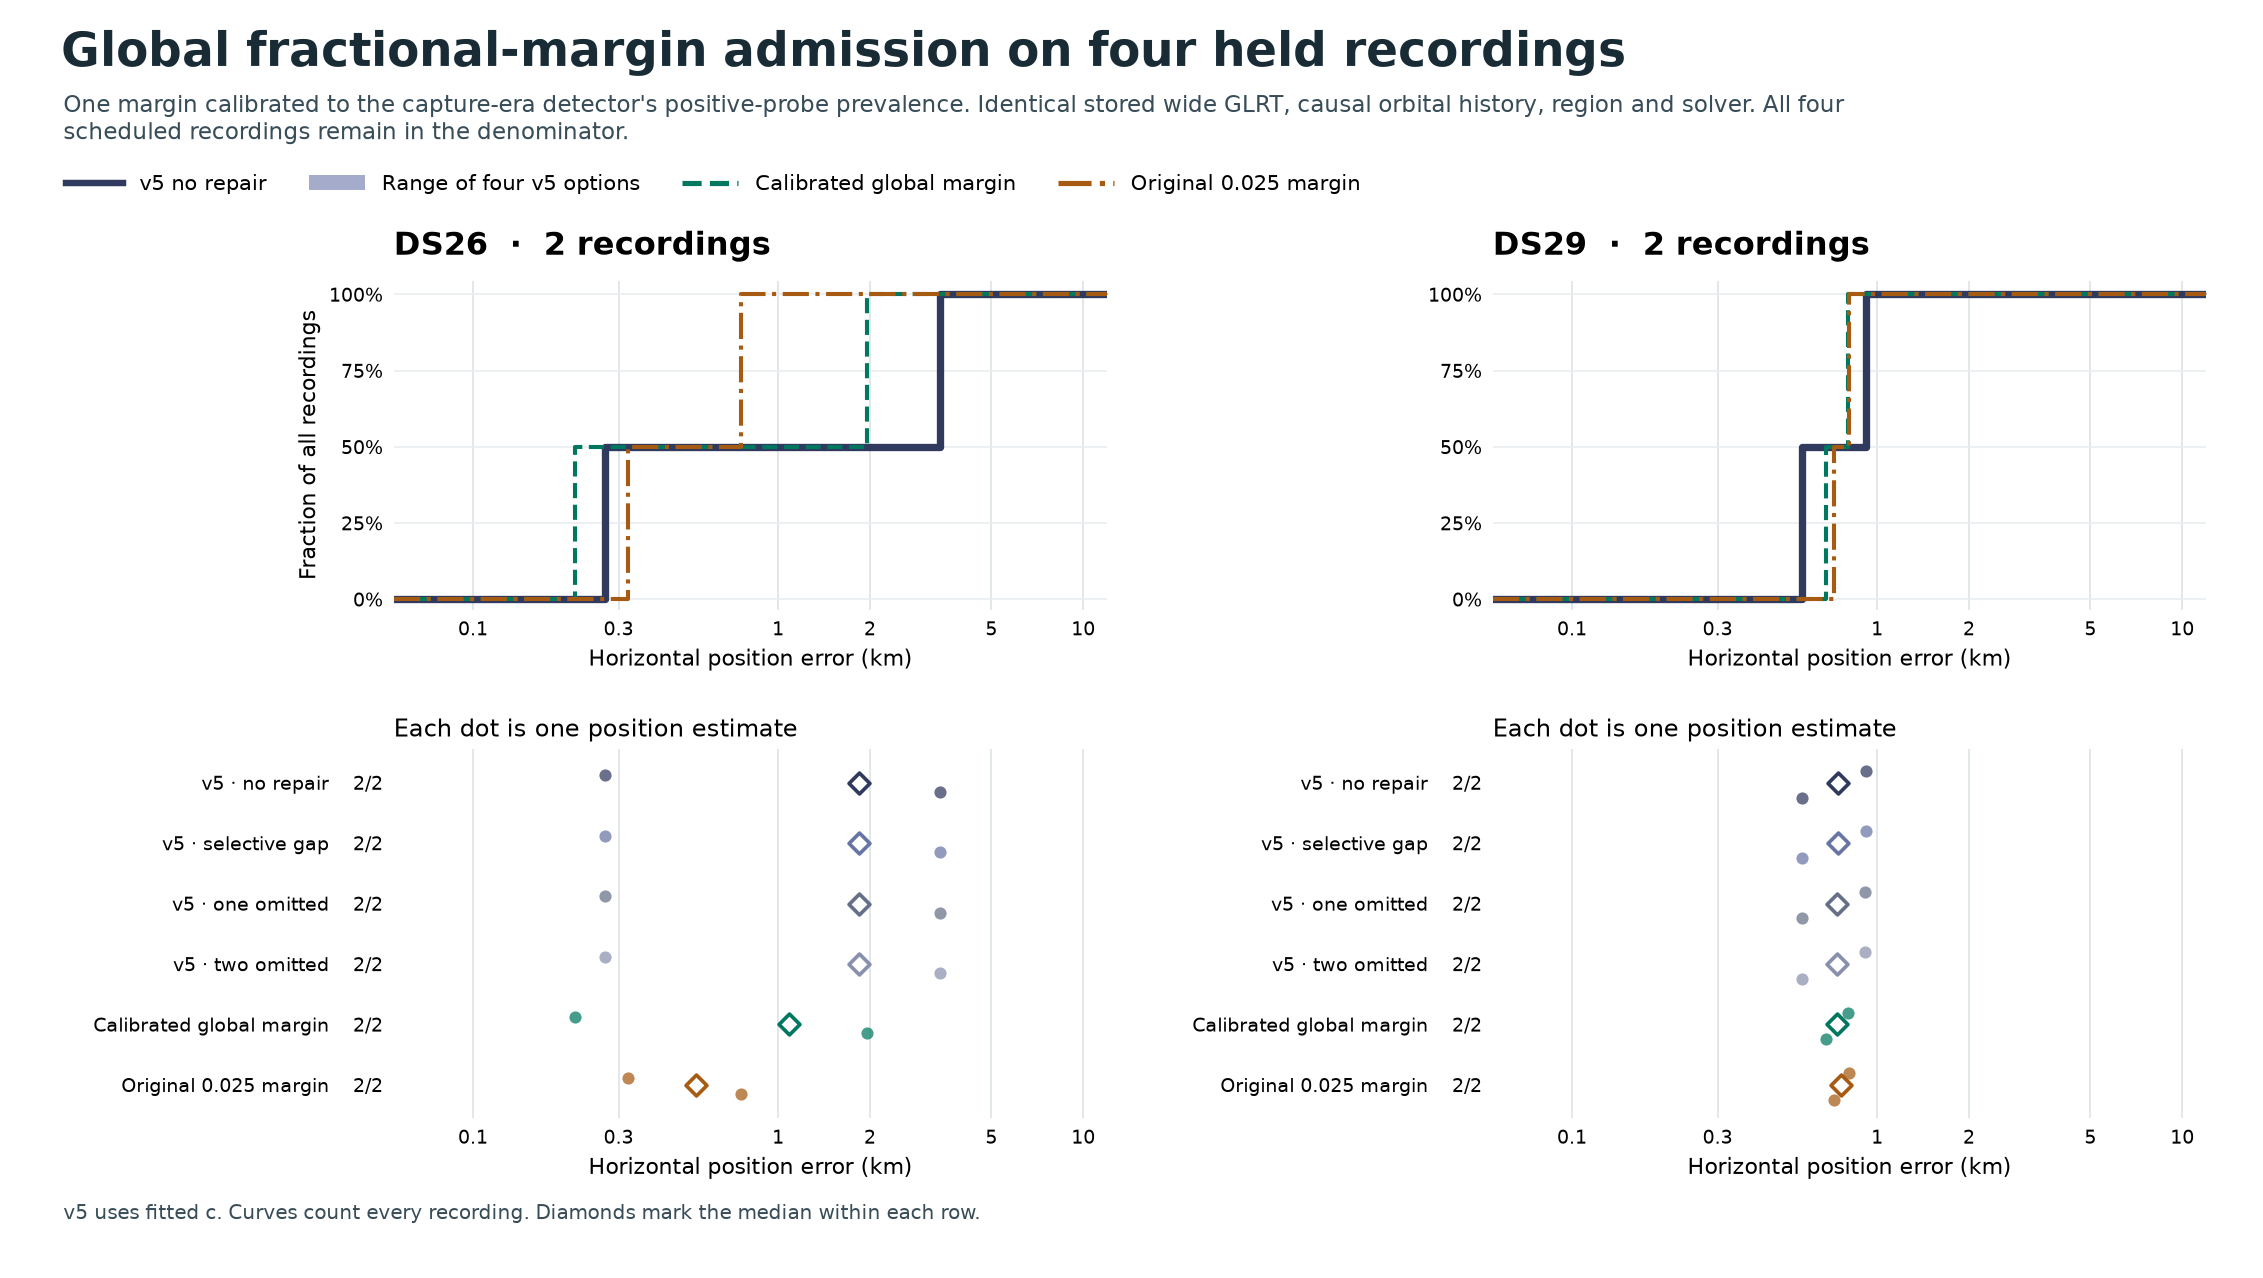 Global fractional-margin admission on four held recordings
One margin calibrated to the capture-era detector's positive-probe prevalence. Identical stored wide GLRT, causal orbital history, region and solver. All four
scheduled recordings remain in the denominator.
v5 no repair
Range of four v5 options
Calibrated global margin
Original 0.025 margin
DS26 · 2 recordings
100%
75%
50%
25%
0%
Fraction of all recordings
0.1 0.3 1 2 5 10
Horizontal position error (km)
DS29 · 2 recordings
100%
75%
50%
25%
0%
0.1 0.3 1 2 5 10
Horizontal position error (km)
Each dot is one position estimate
v5 · no repair 2/2
v5 · selective gap 2/2
v5 · one omitted 2/2
v5 · two omitted 2/2
Calibrated global margin 2/2
Original 0.025 margin 2/2
0.1 0.3 1 2 5 10
Horizontal position error (km)
Each dot is one position estimate
v5 · no repair 2/2
v5 · selective gap 2/2
v5 · one omitted 2/2
v5 · two omitted 2/2
Calibrated global margin 2/2
Original 0.025 margin 2/2
0.1 0.3 1 2 5 10
Horizontal position error (km)
v5 uses fitted c. Curves count every recording. Diamonds mark the median within each row.